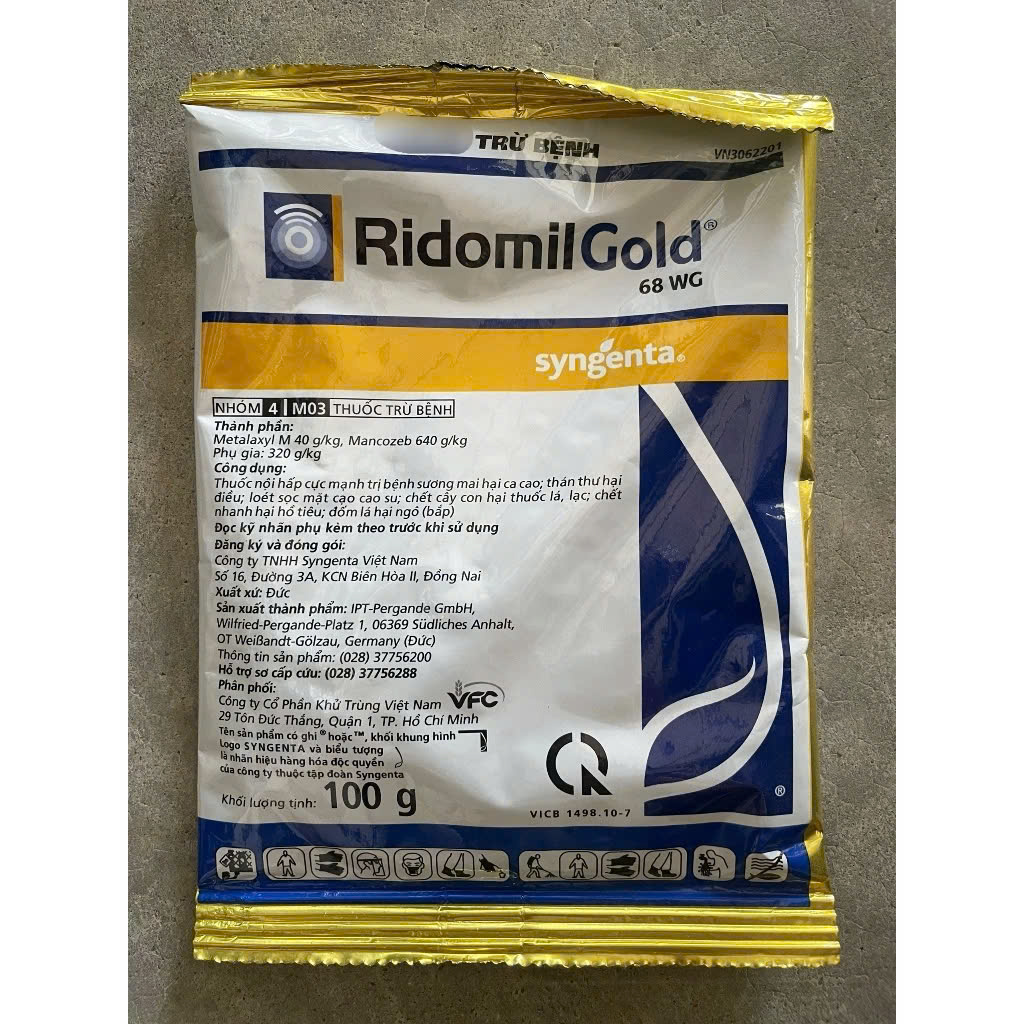 TRỪ BỆNH
VN3062201
RidomilGold®
68 WG
syngenta®
NHÓM 4 M03 THUỐC TRỪ BỆNH
Thành phần:
Metalaxyl M 40 g/kg, Mancozeb 640 g/kg
Phụ gia: 320 g/kg
Công dụng:
Thuốc nội hấp cực mạnh trị bệnh sương mai hại ca cao; thán thư hại
điều; loét sọc mặt cạo cao su; chết cây con hại thuốc lá, lạc; chết
nhanh hại hồ tiêu; đốm lá hại ngô (bắp)
Đọc kỹ nhãn phụ kèm theo trước khi sử dụng
Đăng ký và đóng gói:
Công ty TNHH Syngenta Việt Nam
Số 16, Đường 3A, KCN Biên Hòa II, Đồng Nai
Xuất xứ: Đức
Sản xuất thành phẩm: IPT-Pergande GmbH,
Wilfried-Pergande-Platz 1, 06369 Südliches Anhalt,
OT Weißandt-Gölzau, Germany (Đức)
Thông tin sản phẩm: (028) 37756200
Hỗ trợ sơ cấp cứu: (028) 37756288
Phân phối:
Công ty Cổ Phần Khử Trùng Việt Nam VFC
29 Tôn Đức Thắng, Quận 1, TP. Hồ Chí Minh
Tên sản phẩm có ghi ® hoặc ™, khối khung hình
Logo SYNGENTA và biểu tượng
là nhãn hiệu hàng hóa độc quyền
của công ty thuộc tập đoàn Syngenta
Khối lượng tịnh: 100 g
VICB 1498.10-7
®